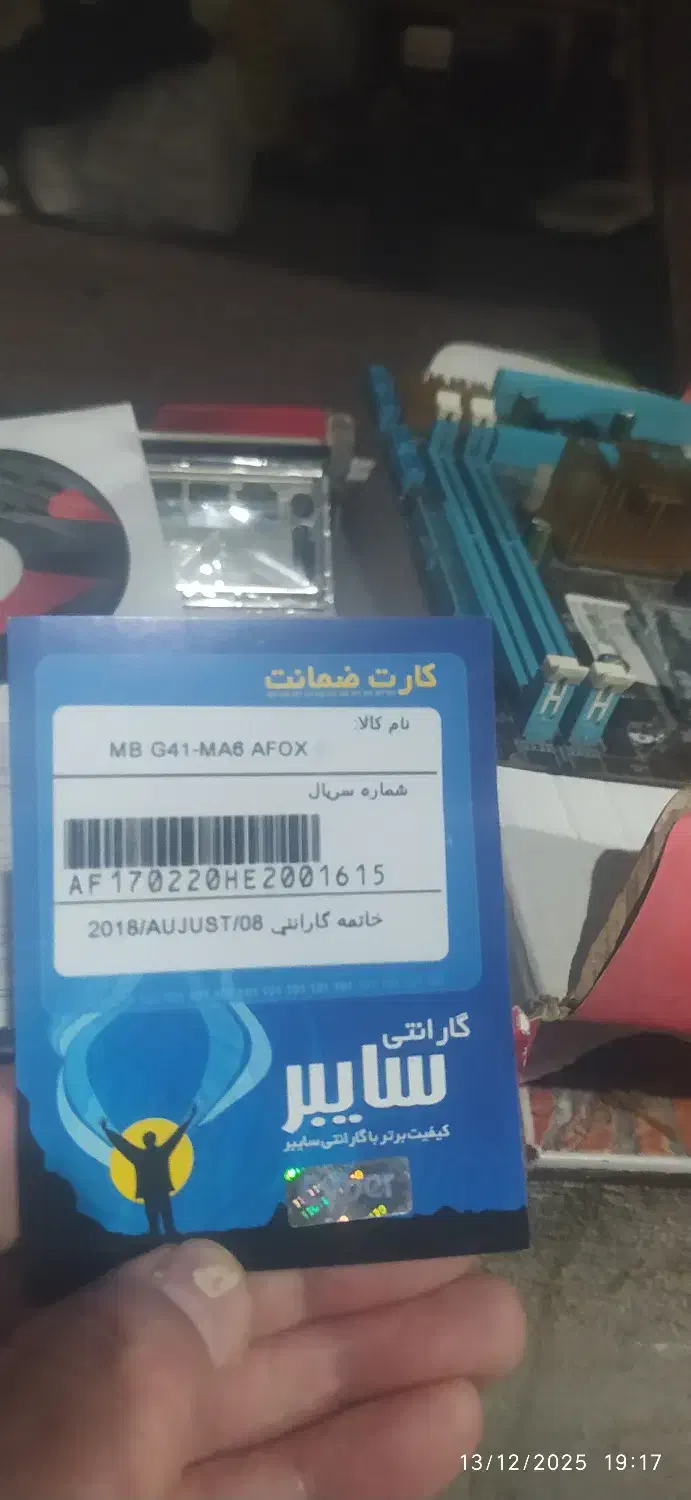 کارت ضمانت
نام کالا:
MB G41-MA6 AFOX
شماره سریال
AF170220HE2001615
خاتمه گارانتي 2018/AUJUST/08
گارانتی
سایبر
کیفیت برتر با گارانتی سایبر
H H
13/12/2025 19:17